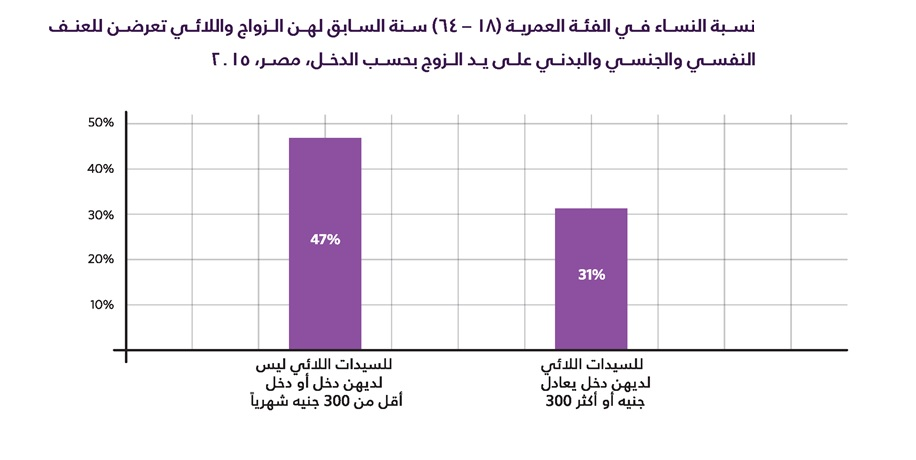 نسبة النساء في الفئة العمرية (١٨ – ٦٤) سنة السابق لهن الزواج واللائي تعرضن للعنف
النفسي والجنسي والبدني على يد الزوج بحسب الدخل، مصر، ٢٠١٥
50%
40%
30%
20%
10%
47%
31%
للسيدات اللائي ليس
لديهن دخل أو دخل
أقل من 300 جنيه شهرياً
للسيدات اللائي
لديهن دخل يعادل
جنيه أو أكثر 300